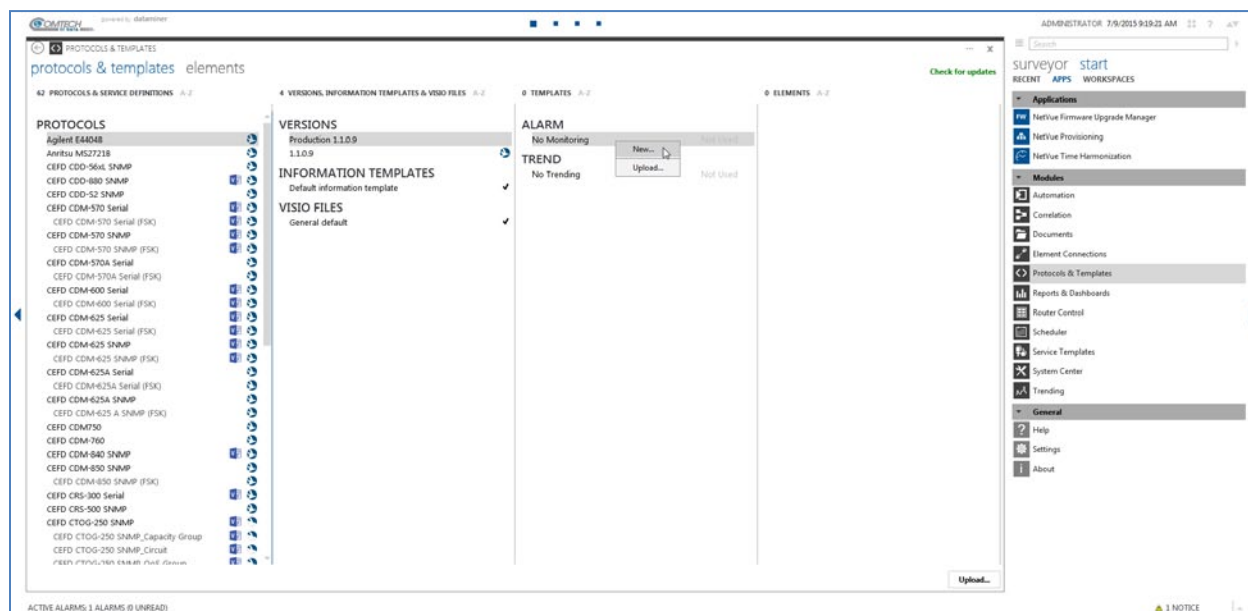 COMTECH
EF DATA
powered by dataminer
ADMINISTRATOR 7/9/2015 9:19:21 AM
?
PROTOCOLS & TEMPLATES
... X
protocols & templates elements
Check for updates
62 PROTOCOLS & SERVICE DEFINITIONS A-Z
4 VERSIONS, INFORMATION TEMPLATES & VISIO FILES A-Z
0 TEMPLATES A-Z
0 ELEMENTS A-Z
PROTOCOLS
Agilent E4404B
Anritsu MS2721B
CEFD CDD-56xL SNMP
CEFD CDD-880 SNMP
CEFD CDD-52 SNMP
CEFD CDM-570 Serial
CEFD CDM-570 Serial (FSK)
CEFD CDM-570 SNMP
CEFD CDM-570 SNMP (FSK)
CEFD CDM-570A Serial
CEFD CDM-570A Serial (FSK)
CEFD CDM-600 Serial
CEFD CDM-600 Serial (FSK)
CEFD CDM-625 Serial
CEFD CDM-625 Serial (FSK)
CEFD CDM-625 SNMP
CEFD CDM-625 SNMP (FSK)
CEFD CDM-625A Serial
CEFD CDM-625A Serial (FSK)
CEFD CDM-625A SNMP
CEFD CDM-625 A SNMP (FSK)
CEFD CDM750
CEFD CDM-760
CEFD CDM-840 SNMP
CEFD CDM-850 SNMP
CEFD CDM-850 SNMP (FSK)
CEFD CRS-300 Serial
CEFD CRS-500 SNMP
CEFD CTOG-250 SNMP
CEFD CTOG-250 SNMP_Capacity Group
CEFD CTOG-250 SNMP_Circuit
CEFD CTOG-250 SNMP_QoS Group
VERSIONS
Production 1.1.0.9
1.1.0.9
INFORMATION TEMPLATES
Default information template
VISIO FILES
General default
ALARM
No Monitoring Not Used
TREND
No Trending Not Used
New...
Upload...
Upload...
Search
surveyor start
RECENT APPS WORKSPACES
Applications
FW NetVue Firmware Upgrade Manager
NetVue Provisioning
NetVue Time Harmonization
Modules
Automation
Correlation
Documents
Element Connections
Protocols & Templates
Reports & Dashboards
Router Control
Scheduler
Service Templates
System Center
Trending
General
? Help
Settings
i About
ACTIVE ALARMS: 1 ALARMS (0 UNREAD)
1 NOTICE